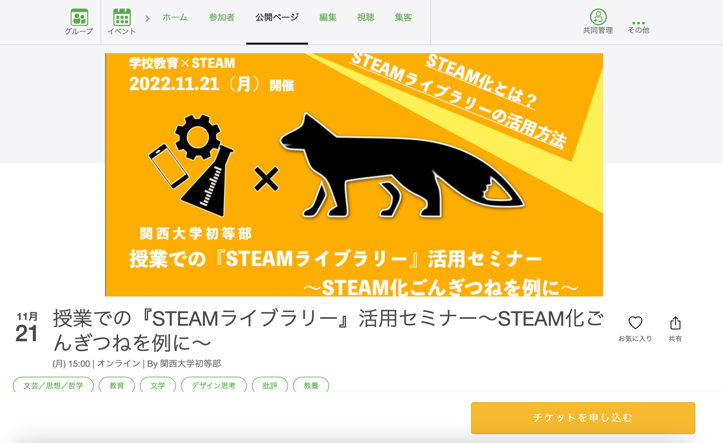 グループ
イベント
ホーム
参加者
公開ページ
編集
視聴
集客
共同管理
その他
学校教育×STEAM
2022.11.21（月）開催
STEAM化とは？
STEAMライブラリーの活用方法
×
関西大学初等部
授業での『STEAMライブラリー』活用セミナー
～STEAM化ごんぎつねを例に～
11月
21
授業での『STEAMライブラリー』活用セミナー～STEAM化ご
んぎつねを例に～
(月) 15:00 | オンライン | By 関西大学初等部
お気に入り
共有
文芸／思想／哲学
教育
文学
デザイン思考
批評
教養
チケットを申し込む